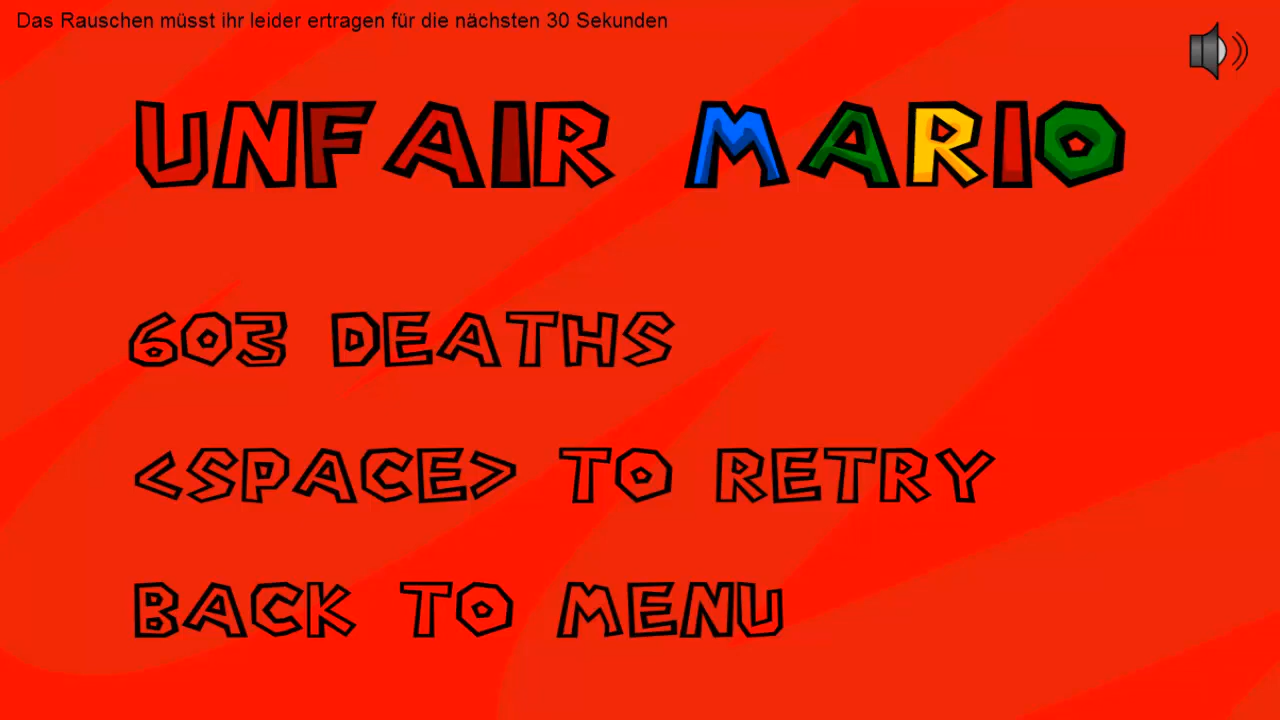 Das Rauschen müsst ihr leider ertragen für die nächsten 30 Sekunden
UNFAIR MARIO
603 DEATHS
<SPACE> TO RETRY
BACK TO MENU